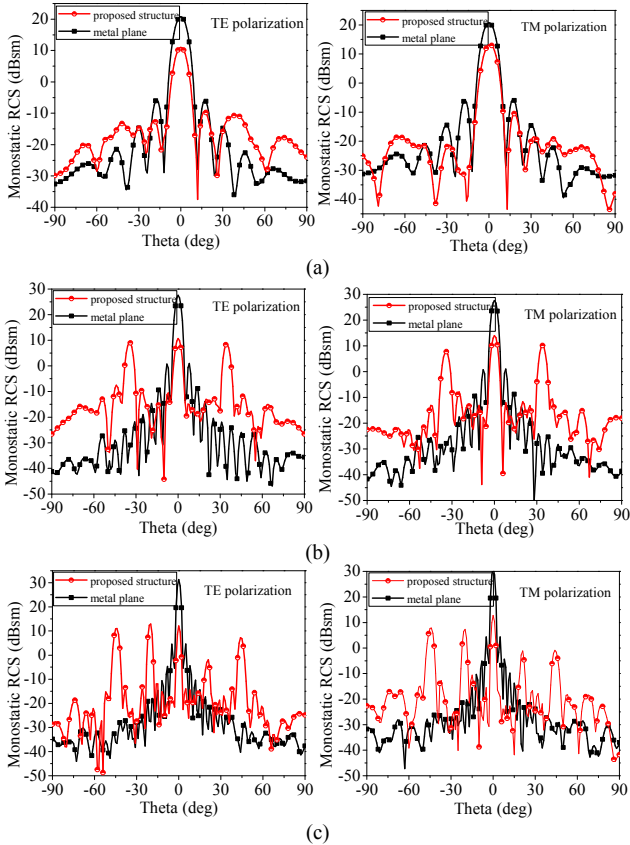 TE polarization
proposed structure
metal plane
Monostatic RCS (dBsm)
20
10
0
-10
-20
-30
-40
-90 -60 -30 0 30 60 90
Theta (deg)
TM polarization
proposed structure
metal plane
Monostatic RCS (dBsm)
20
10
0
-10
-20
-30
-40
-90 -60 -30 0 30 60 90
Theta (deg)
(a)
TE polarization
proposed structure
metal plane
Monostatic RCS (dBsm)
30
20
10
0
-10
-20
-30
-40
-50
-90 -60 -30 0 30 60 90
Theta (deg)
TM polarization
proposed structure
metal plane
Monostatic RCS (dBsm)
30
20
10
0
-10
-20
-30
-40
-50
-90 -60 -30 0 30 60 90
Theta (deg)
(b)
TE polarization
proposed structure
metal plane
Monostatic RCS (dBsm)
30
20
10
0
-10
-20
-30
-40
-50
-90 -60 -30 0 30 60 90
Theta (deg)
TM polarization
proposed structure
metal plane
Monostatic RCS (dBsm)
30
20
10
0
-10
-20
-30
-40
-50
-90 -60 -30 0 30 60 90
Theta (deg)
(c)